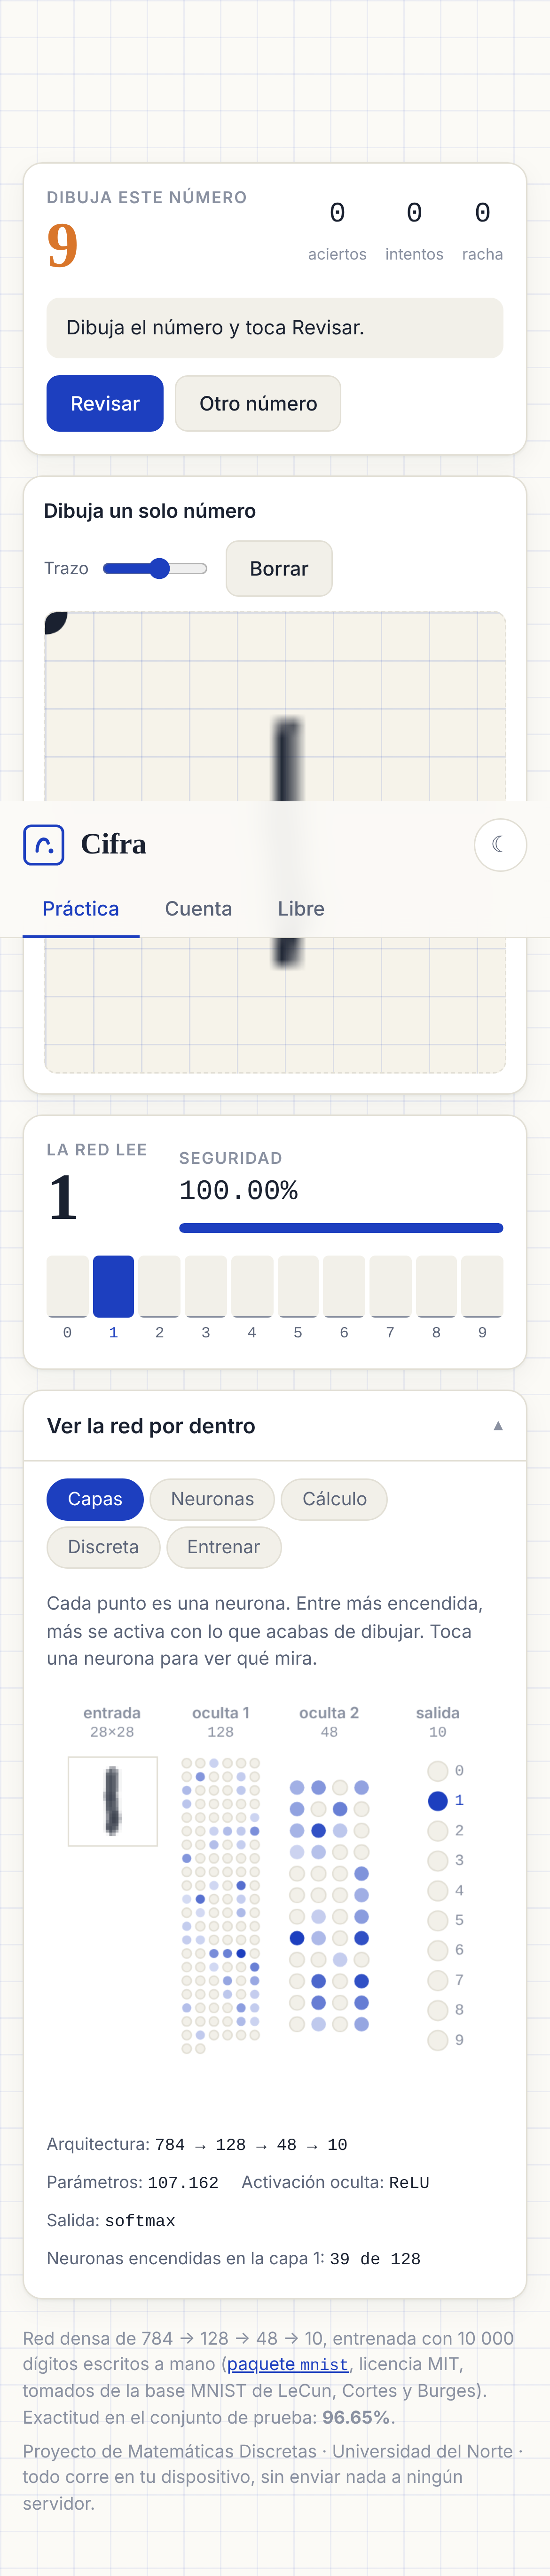 DIBUJA ESTE NÚMERO
9
0 0 0
aciertos intentos racha
Dibuja el número y toca Revisar.
Revisar Otro número
Dibuja un solo número
Trazo Borrar
Cifra
Práctica Cuenta Libre
LA RED LEE
1
SEGURIDAD
100.00%
0 1 2 3 4 5 6 7 8 9
Ver la red por dentro
Capas Neuronas Cálculo
Discreta Entrenar
Cada punto es una neurona. Entre más encendida,
más se activa con lo que acabas de dibujar. Toca
una neurona para ver qué mira.
entrada oculta 1 oculta 2 salida
28×28 128 48 10
0
1
2
3
4
5
6
7
8
9
Arquitectura: 784 → 128 → 48 → 10
Parámetros: 107.162 Activación oculta: ReLU
Salida: softmax
Neuronas encendidas en la capa 1: 39 de 128
Red densa de 784 → 128 → 48 → 10, entrenada con 10 000
dígitos escritos a mano (paquete mnist, licencia MIT,
tomados de la base MNIST de LeCun, Cortes y Burges).
Exactitud en el conjunto de prueba: 96.65%.
Proyecto de Matemáticas Discretas · Universidad del Norte ·
todo corre en tu dispositivo, sin enviar nada a ningún
servidor.